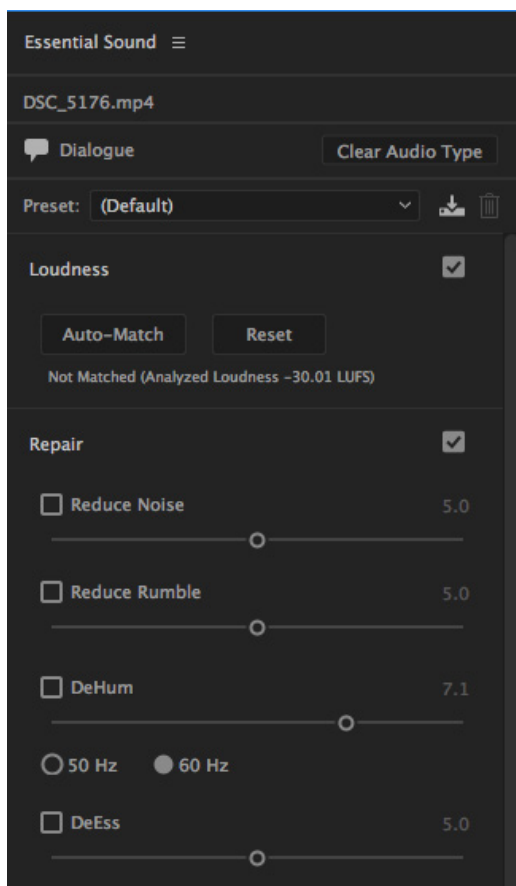 Essential Sound
DSC_5176.mp4
Dialogue Clear Audio Type
Preset: (Default)
Loudness
Auto-Match Reset
Not Matched (Analyzed Loudness -30.01 LUFS)
Repair
Reduce Noise 5.0
Reduce Rumble 5.0
DeHum 7.1
50 Hz 60 Hz
DeEss 5.0